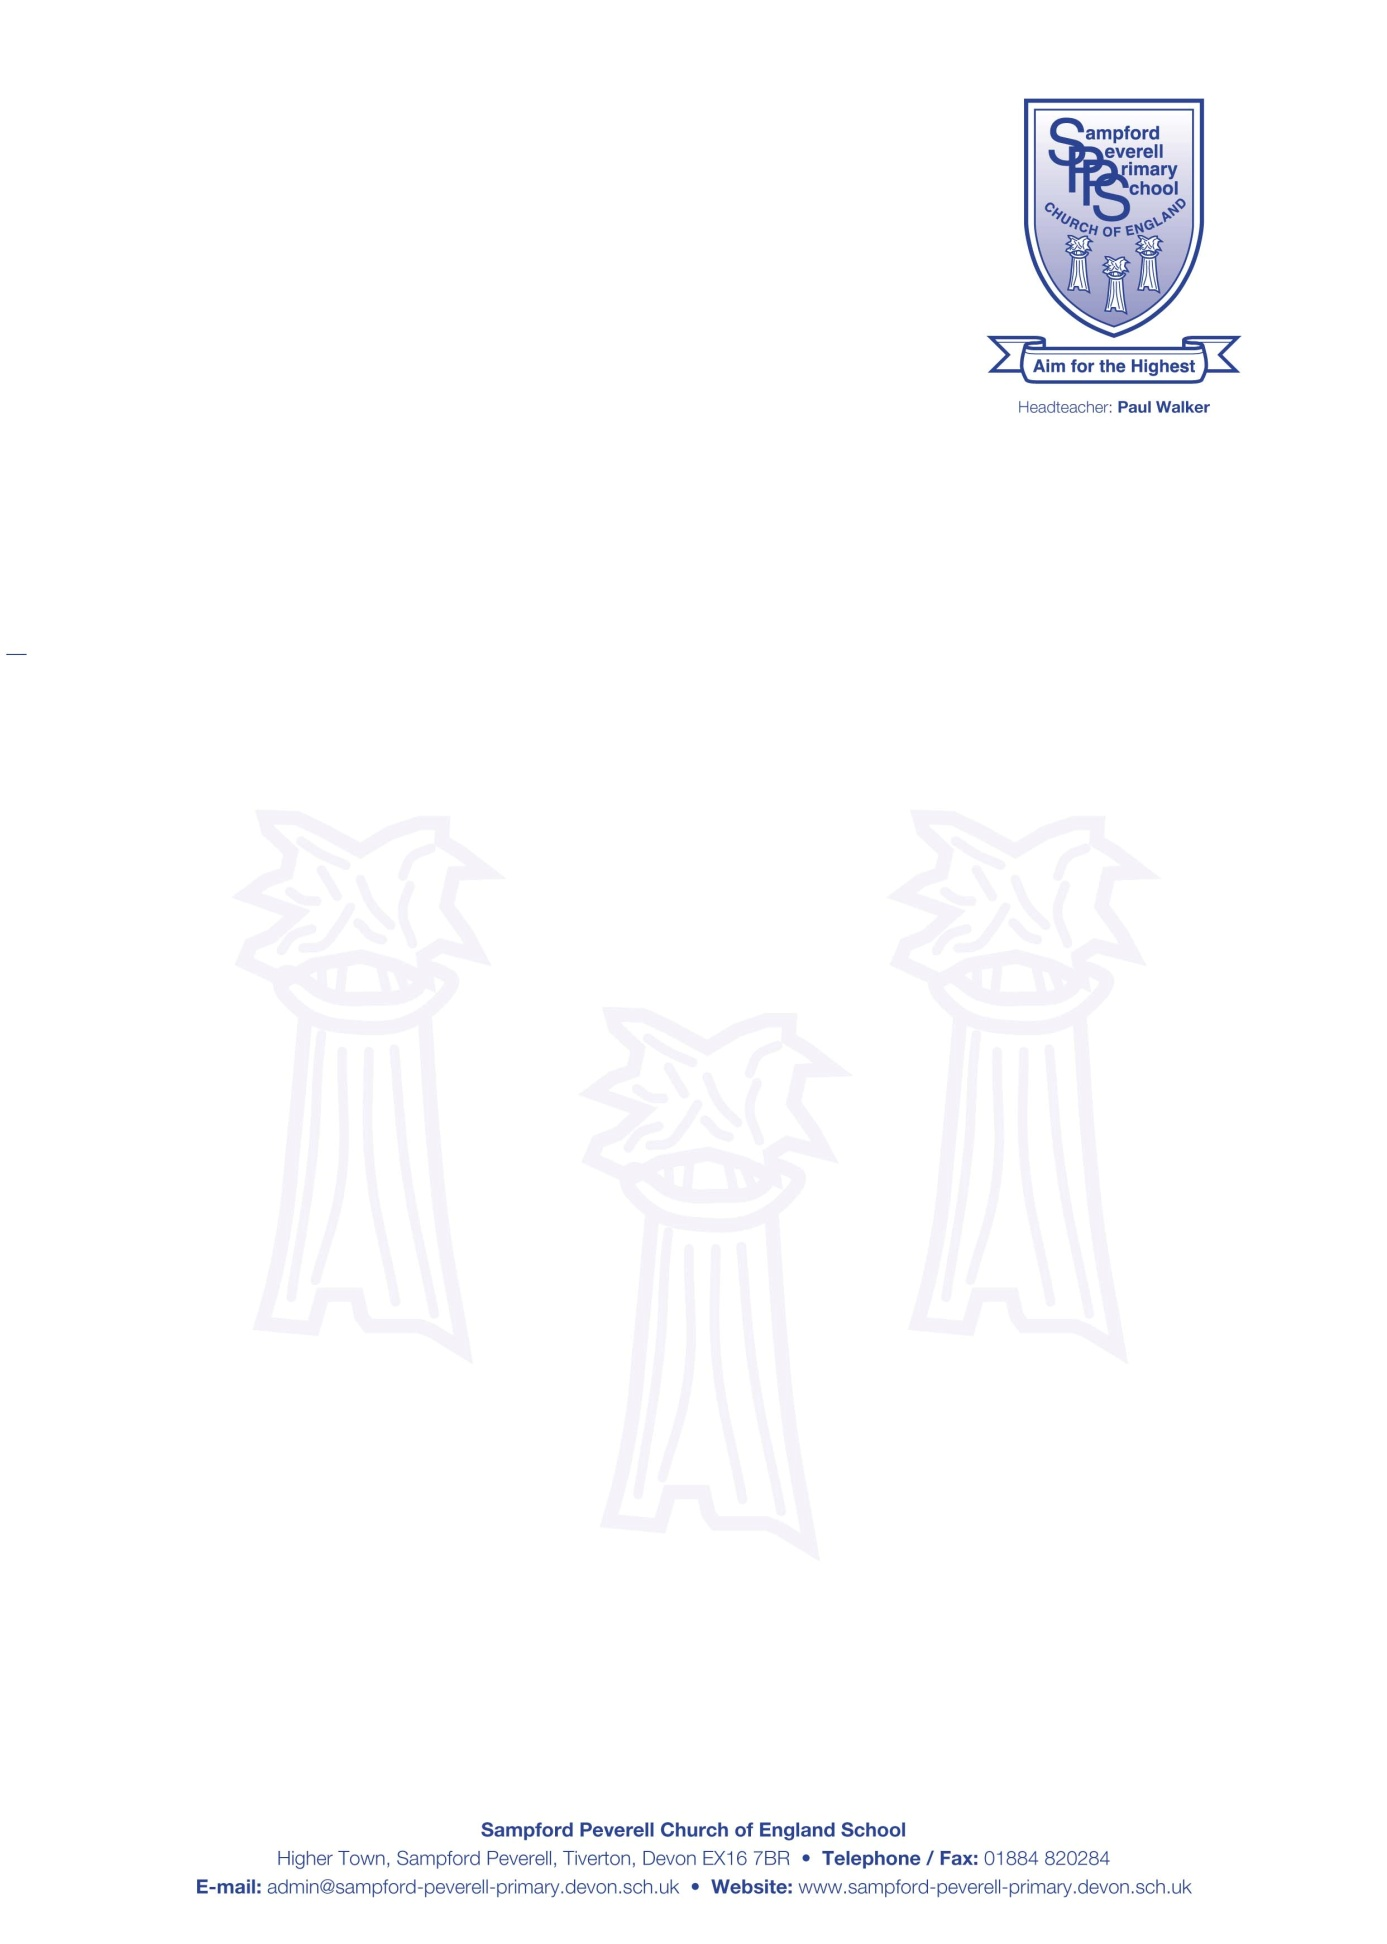 Sampford
Peverell
Primary
School
CHURCH OF ENGLAND
Aim for the Highest
Headteacher: Paul Walker
Sampford Peverell Church of England School
Higher Town, Sampford Peverell, Tiverton, Devon EX16 7BR • Telephone / Fax: 01884 820284
E-mail: admin@sampford-peverell-primary.devon.sch.uk • Website: www.sampford-peverell-primary.devon.sch.uk